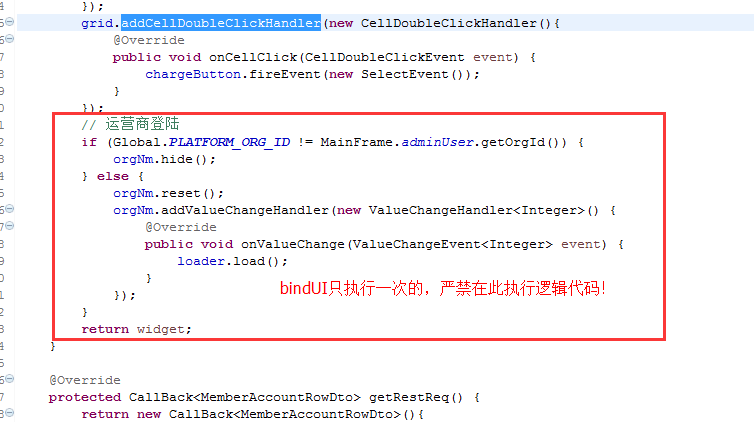 });
grid.addCellDoubleClickHandler(new CellDoubleClickHandler(){
@Override
public void onCellClick(CellDoubleClickEvent event) {
chargeButton.fireEvent(new SelectEvent());
}
});
// 运营商登陆
if (Global.PLATFORM_ORG_ID != MainFrame.adminUser.getOrgId()) {
orgNm.hide();
} else {
orgNm.reset();
orgNm.addValueChangeHandler(new ValueChangeHandler<Integer>() {
@Override
public void onValueChange(ValueChangeEvent<Integer> event) {
loader.load();
}
bindUI只执行一次的，严禁在此执行逻辑代码！
});
}
return widget;
}
@Override
protected CallBack<MemberAccountRowDto> getRestReq() {
return new CallBack<MemberAccountRowDto>(){